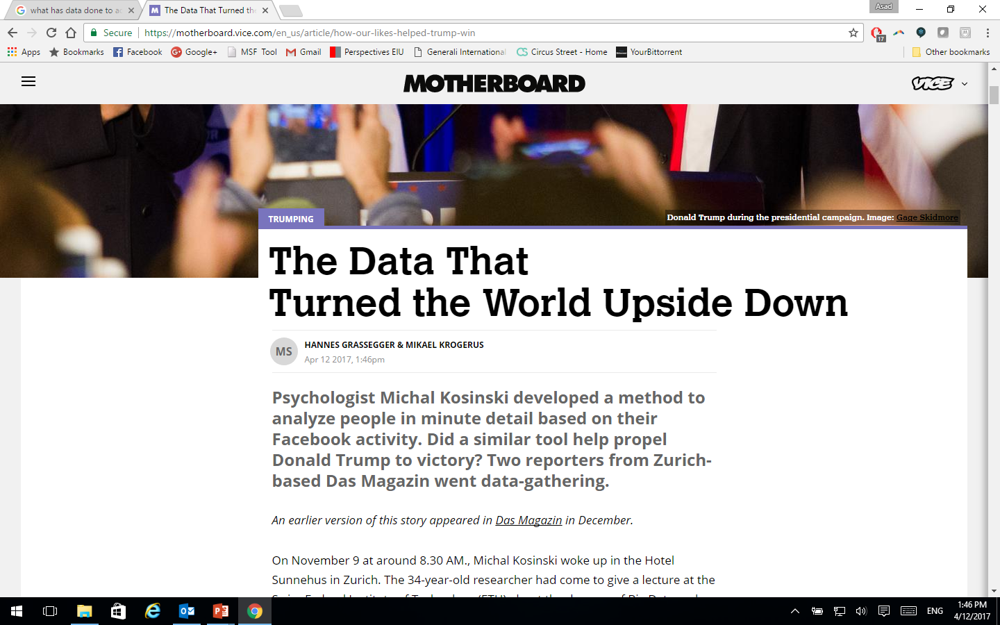 what has data done to ac
The Data That Turned the
Asad
Secure
https://motherboard.vice.com/en_us/article/how-our-likes-helped-trump-win
17
Apps
Bookmarks
Facebook
Google+
MSF Tool
Gmail
Perspectives EIU
Generali International
Circus Street - Home
YourBittorrent
Other bookmarks
MOTHERBOARD
VICE
TRUMPING
Donald Trump during the presidential campaign. Image: Gage Skidmore
The Data That
Turned the World Upside Down
MS
HANNES GRASSEGGER & MIKAEL KROGERUS
Apr 12 2017, 1:46pm
Psychologist Michal Kosinski developed a method to
analyze people in minute detail based on their
Facebook activity. Did a similar tool help propel
Donald Trump to victory? Two reporters from Zurich-
based Das Magazin went data-gathering.
An earlier version of this story appeared in Das Magazin in December.
On November 9 at around 8.30 AM., Michal Kosinski woke up in the Hotel
Sunnehus in Zurich. The 34-year-old researcher had come to give a lecture at the
ENG
1:46 PM
4/12/2017